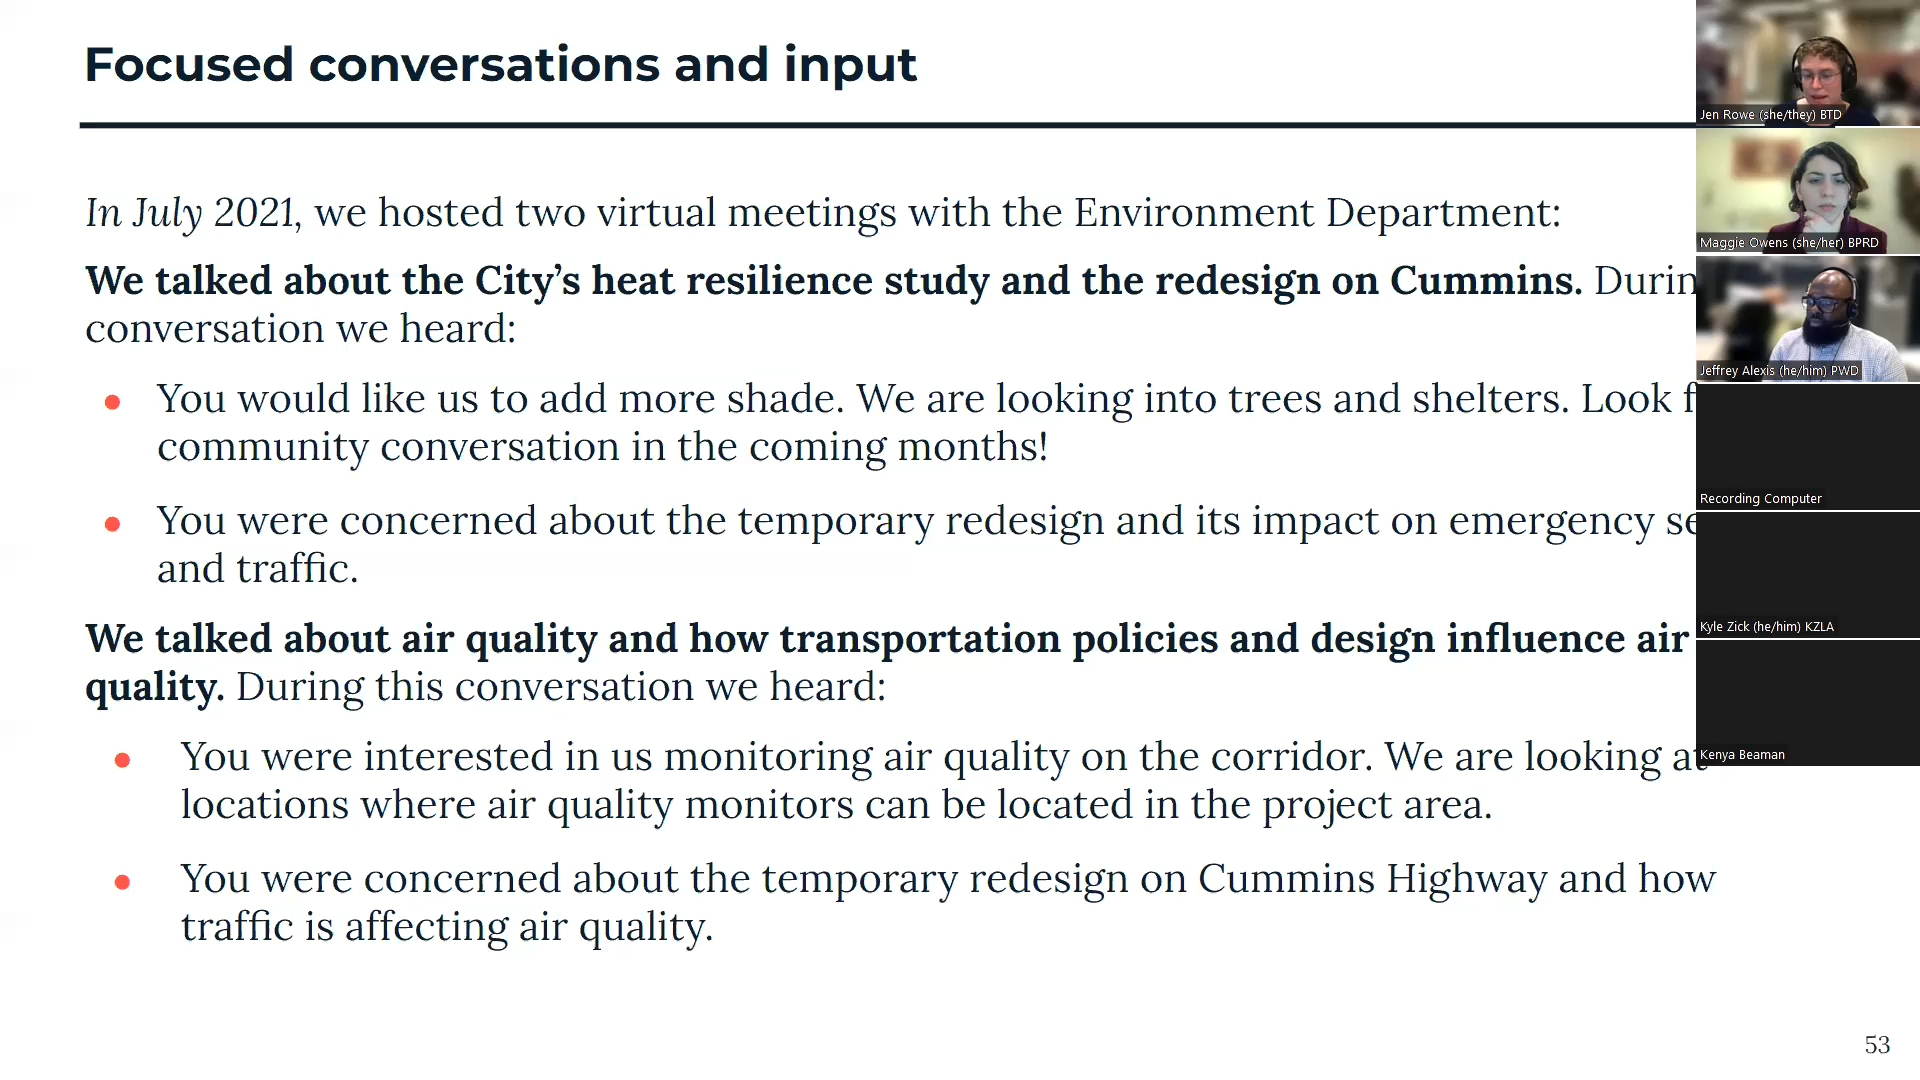 Focused conversations and input
In July 2021, we hosted two virtual meetings with the Environment Department:
We talked about the City's heat resilience study and the redesign on Cummins.
conversation we heard:
You would like us to add more shade. We are looking into trees and shelters. Look
community conversation in the coming months!
You were concerned about the temporary redesign and its impact on emergency
and traffic.
We talked about air quality and how transportation policies and design influence air
quality. During this conversation we heard:
You were interested in us monitoring air quality on the corridor. We are looking at
locations where air quality monitors can be located in the project area.
You were concerned about the temporary redesign on Cummins Highway and how
traffic is affecting air quality.
53
Jen Rowe (she/they) BTD
Maggie Owens (she/her) BPRD
Jeffrey Alexis (he/him) PWD
Recording Computer
Kyle Zick (he/him) KZLA
Kenya Beaman